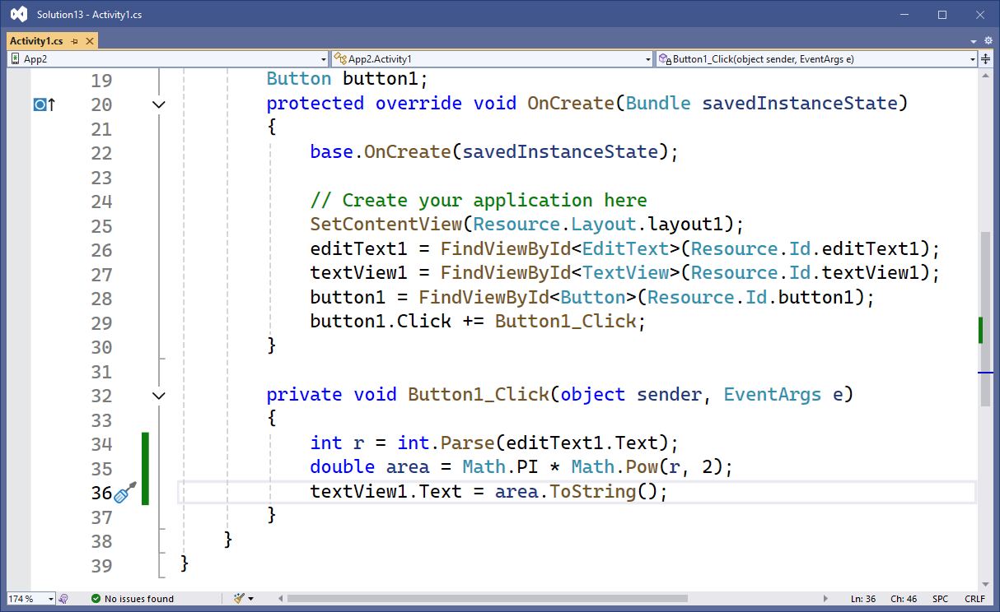 Solution13 - Activity1.cs
Activity1.cs
App2 App2.Activity1 Button1_Click(object sender, EventArgs e)
19 Button button1;
20 protected override void OnCreate(Bundle savedInstanceState)
21 {
22 base.OnCreate(savedInstanceState);
23
24 // Create your application here
25 SetContentView(Resource.Layout.layout1);
26 editText1 = FindViewById<EditText>(Resource.Id.editText1);
27 textView1 = FindViewById<TextView>(Resource.Id.textView1);
28 button1 = FindViewById<Button>(Resource.Id.button1);
29 button1.Click += Button1_Click;
30 }
31
32 private void Button1_Click(object sender, EventArgs e)
33 {
34 int r = int.Parse(editText1.Text);
35 double area = Math.PI * Math.Pow(r, 2);
36 textView1.Text = area.ToString();
37 }
38 }
39 }
174 % No issues found Ln: 36 Ch: 46 SPC CRLF